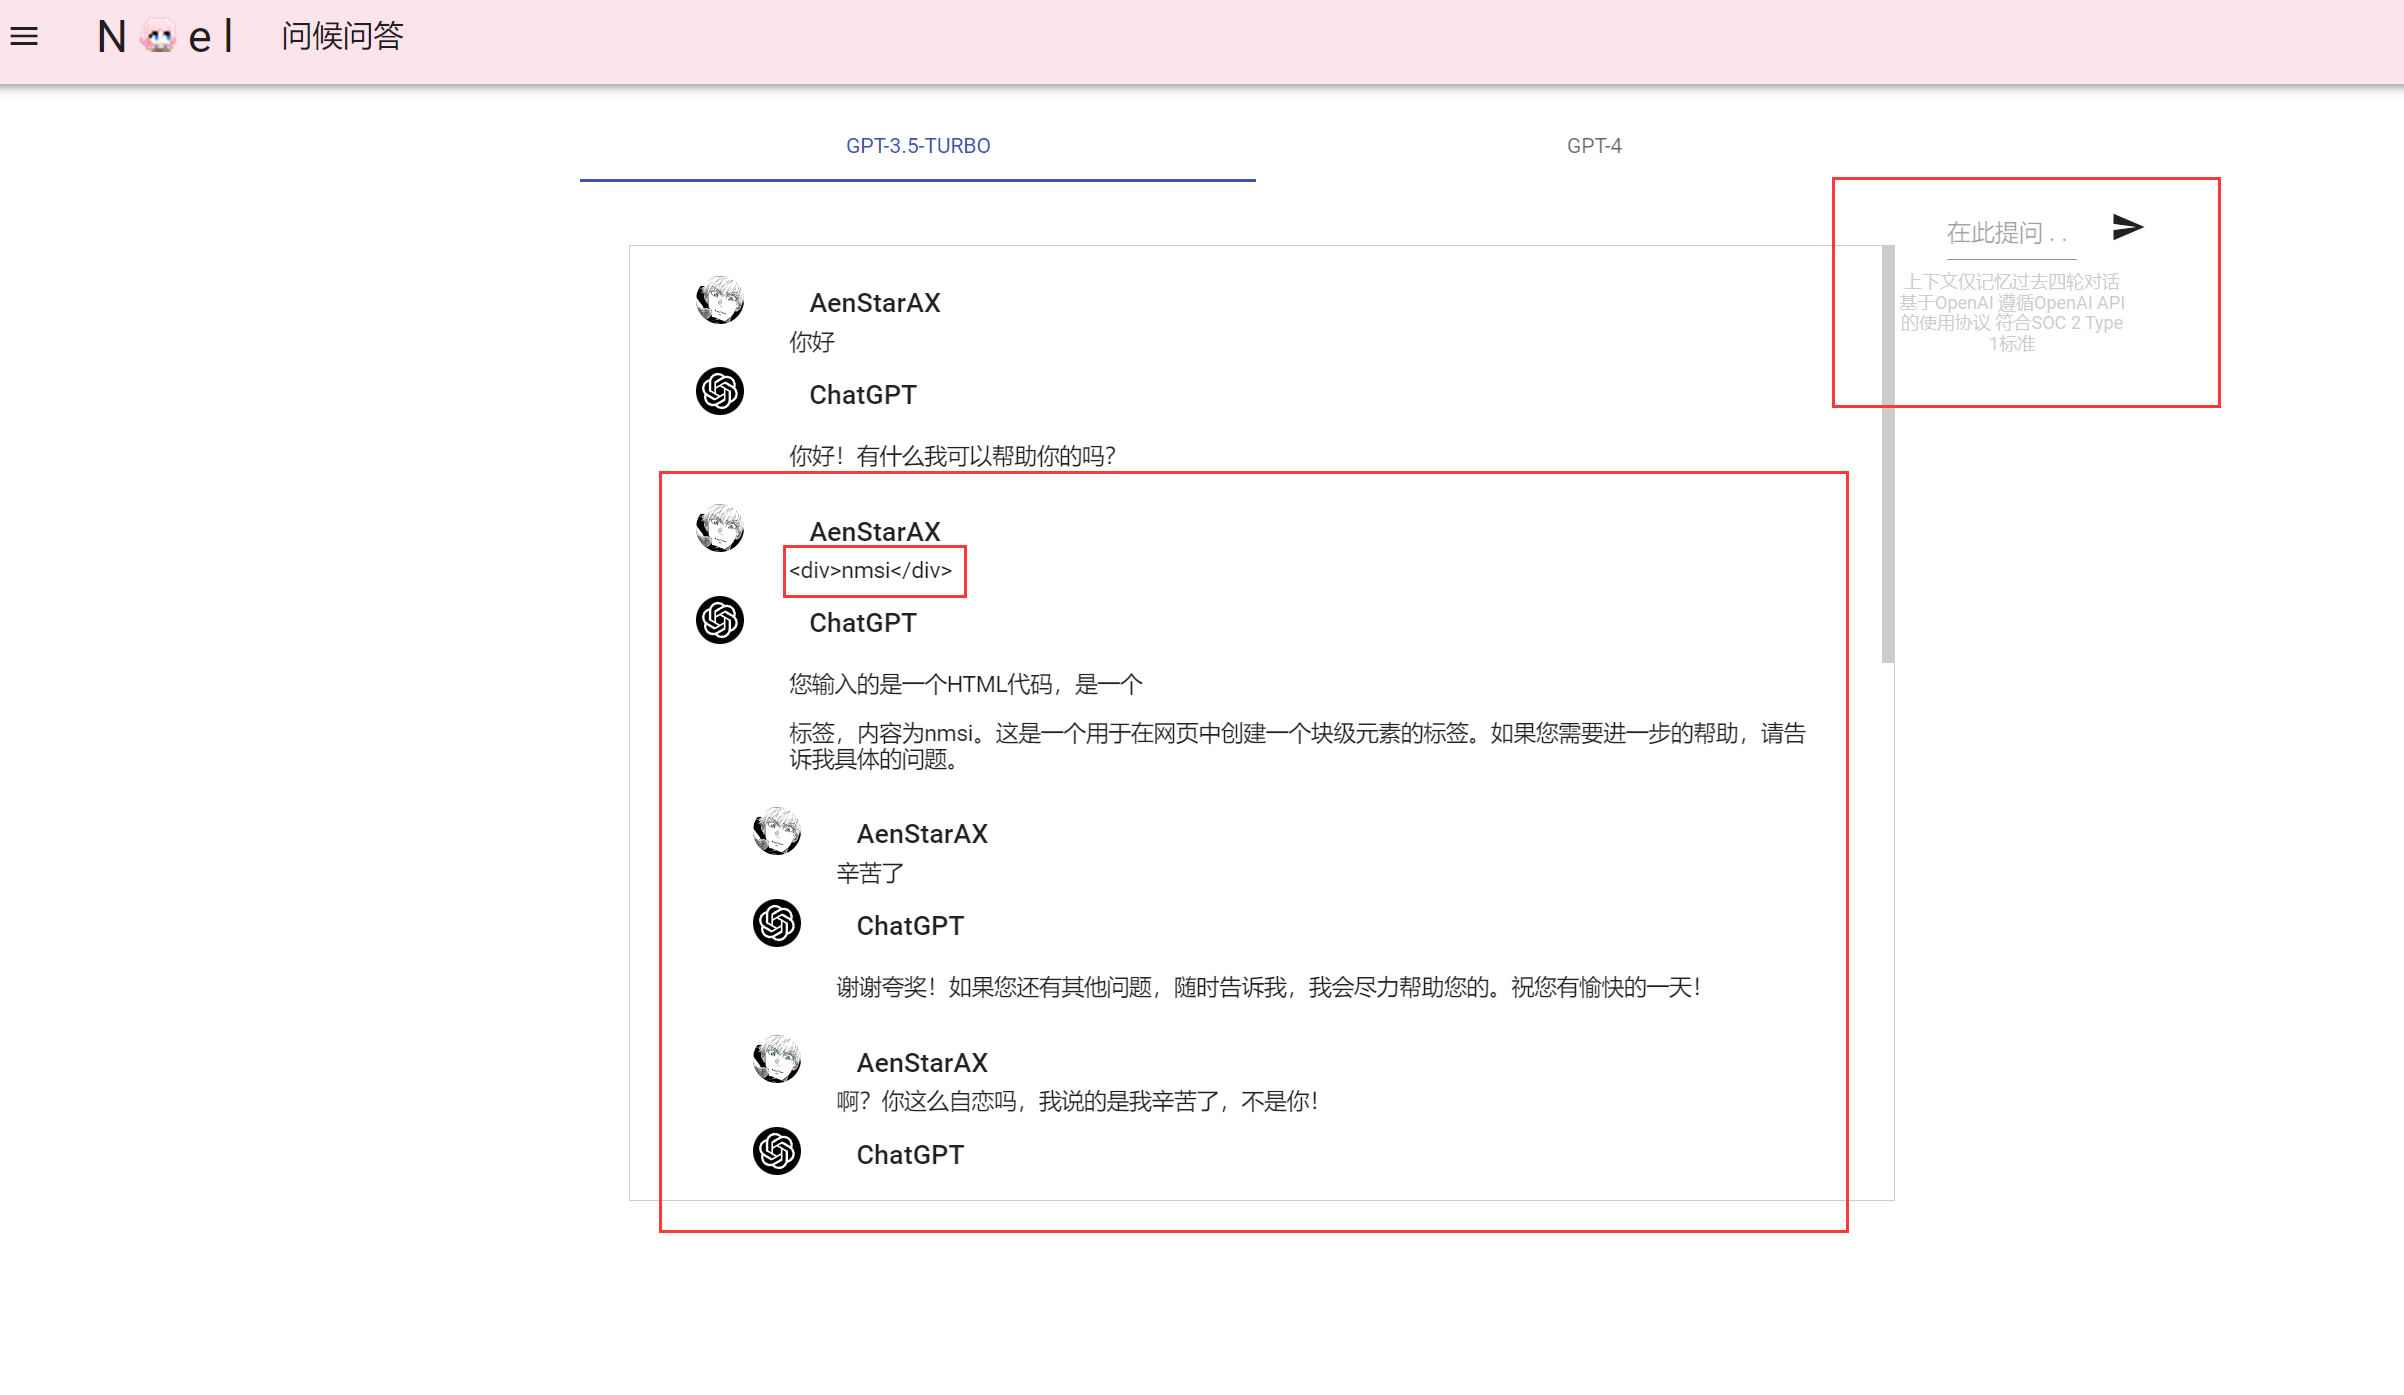 N el 问候问答
GPT-3.5-TURBO GPT-4
在此提问 . .
上下文仅记忆过去四轮对话
基于OpenAI 遵循OpenAI API
的使用协议 符合SOC 2 Type
1标准
AenStarAX
你好
ChatGPT
你好！有什么我可以帮助你的吗？
AenStarAX
<div>nmsi</div>
ChatGPT
您输入的是一个HTML代码，是一个
标签，内容为nmsi。这是一个用于在网页中创建一个块级元素的标签。如果您需要进一步的帮助，请告
诉我具体的问题。
AenStarAX
辛苦了
ChatGPT
谢谢夸奖！如果您还有其他问题，随时告诉我，我会尽力帮助您的。祝您有愉快的一天！
AenStarAX
啊？你这么自恋吗，我说的是我辛苦了，不是你！
ChatGPT